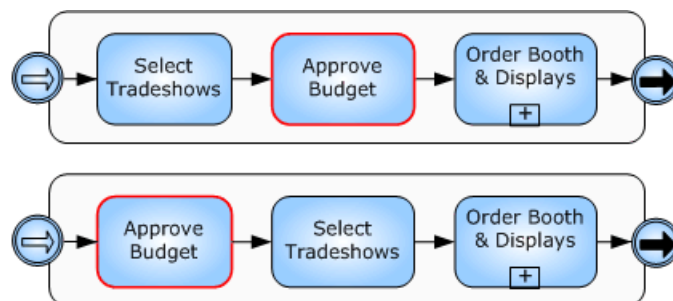 Select
Tradeshows
Approve
Budget
Order Booth
& Displays
+
Approve
Budget
Select
Tradeshows
Order Booth
& Displays
+